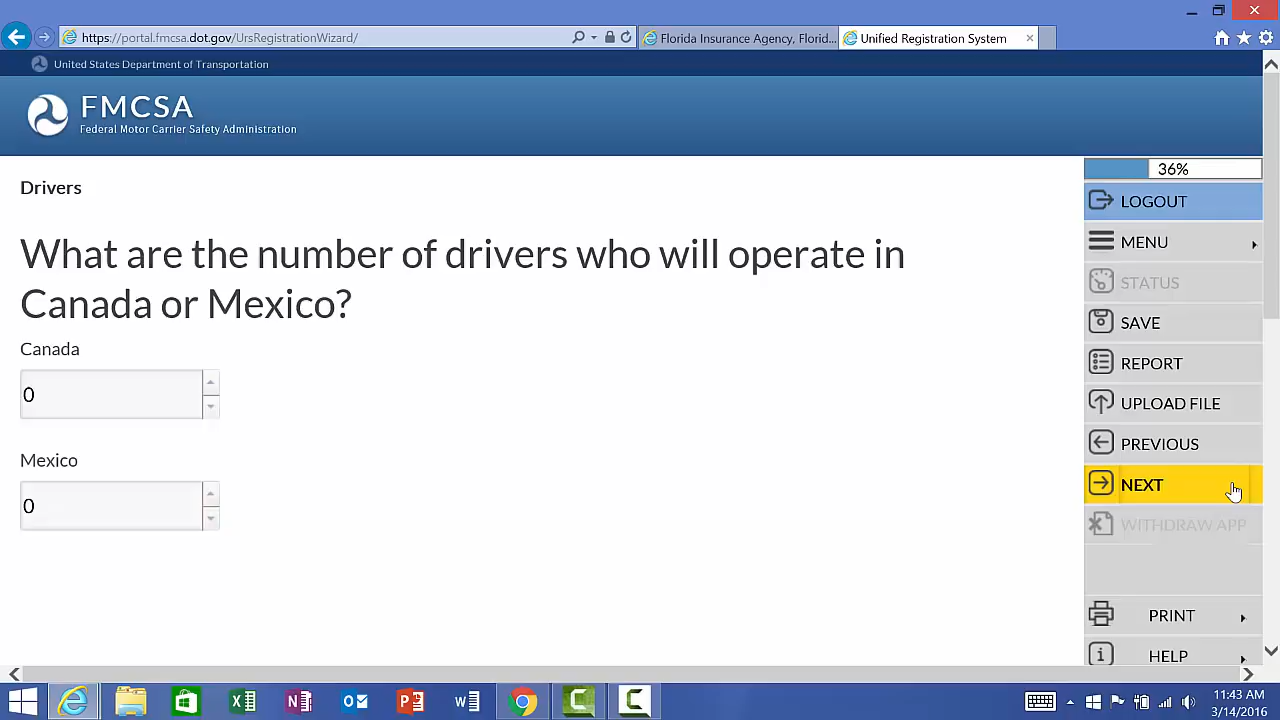 https://portal.fmcsa.dot.gov/UrsRegistrationWizard/
Florida Insurance Agency, Florid...
Unified Registration System
United States Department of Transportation
FMCSA
Federal Motor Carrier Safety Administration
36%
Drivers
LOGOUT
What are the number of drivers who will operate in
Canada or Mexico?
MENU
STATUS
SAVE
Canada
REPORT
0
UPLOAD FILE
PREVIOUS
Mexico
NEXT
0
WITHDRAW APP
PRINT
HELP
11:43 AM
3/14/2016